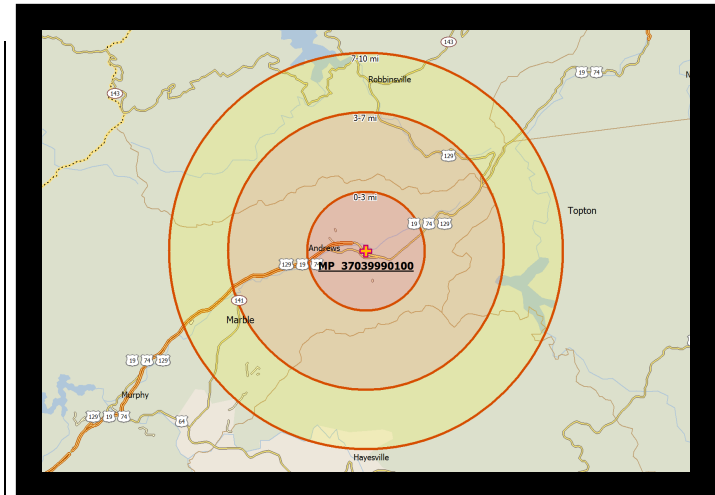 143
7-10 mi
Robbinsville
19 74
N
143
3-7 mi
129
0-3 mi
Topton
19 74 129
Andrews
129 19 74
MP_37039990100
141
Marble
19 74 129
Murphy
129 19 74
64
Hayesville